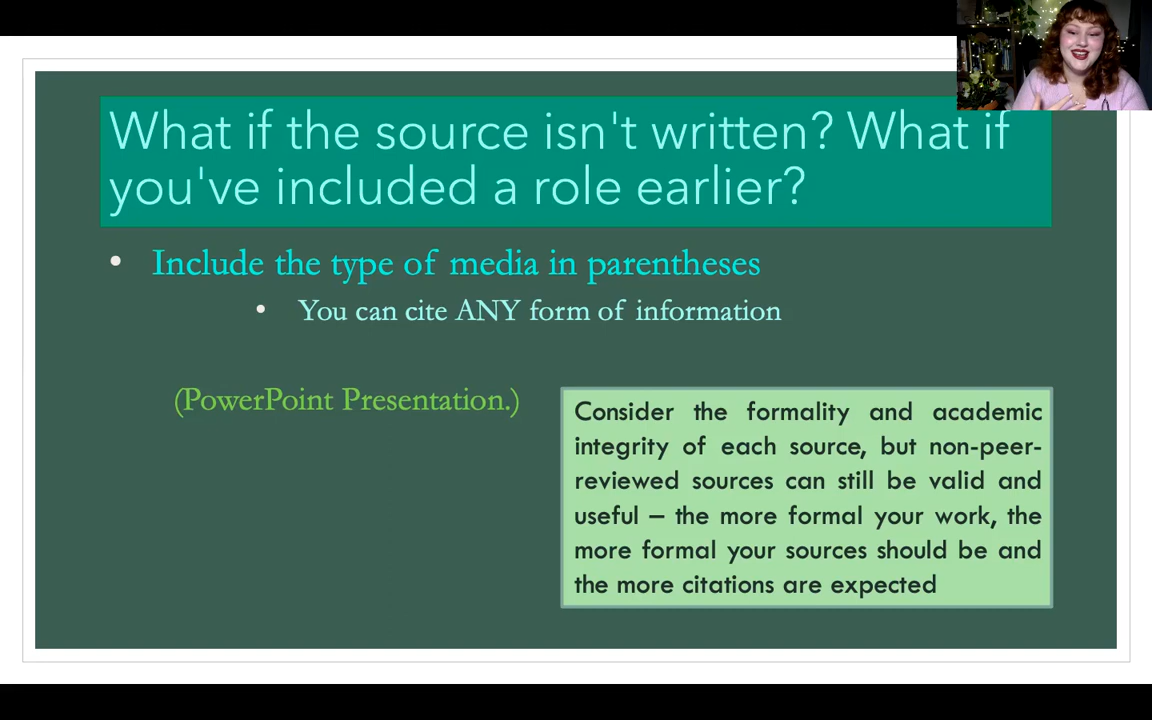 What if the source isn't written? What if
you've included a role earlier?
• Include the type of media in parentheses
• You can cite ANY form of information
(PowerPoint Presentation.)
Consider the formality and academic
integrity of each source, but non-peer-
reviewed sources can still be valid and
useful – the more formal your work, the
more formal your sources should be and
the more citations are expected